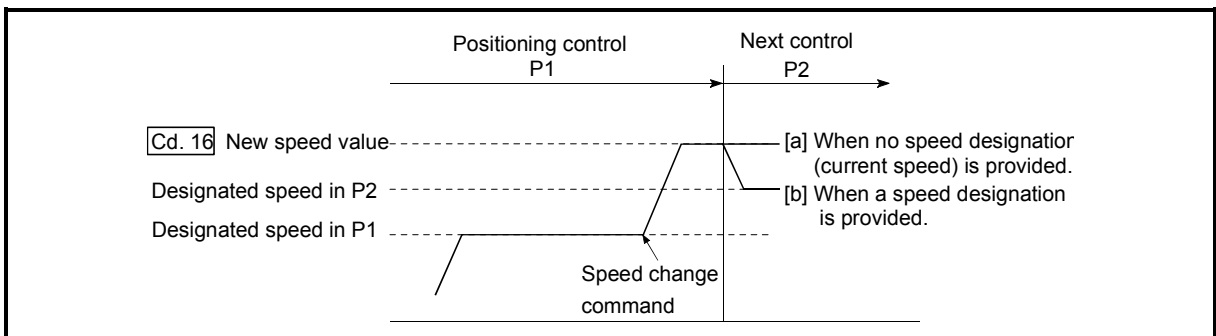 Positioning control
P1
Next control
P2
Cd. 16 New speed value
[a] When no speed designation
(current speed) is provided.
Designated speed in P2
[b] When a speed designation
is provided.
Designated speed in P1
Speed change
command